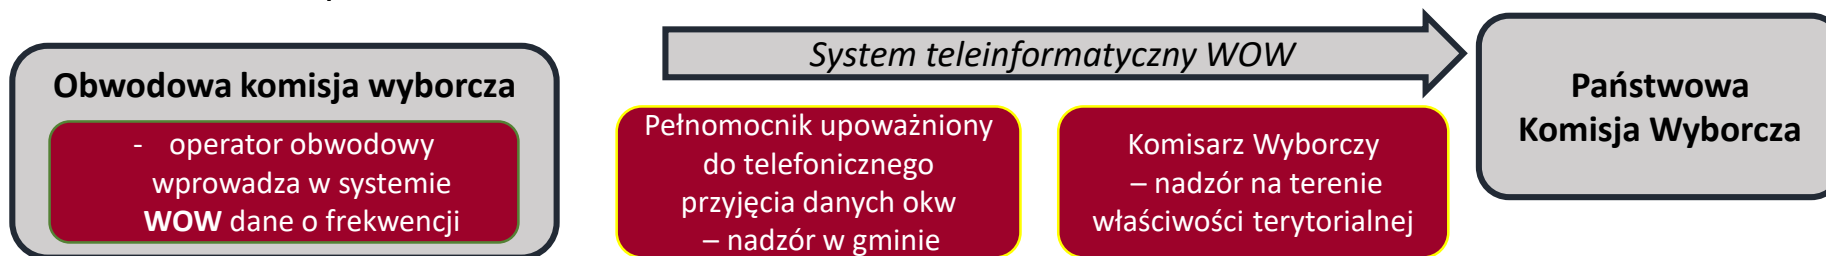 Obwodowa komisja wyborcza
- operator obwodowy
wprowadza w systemie
WOW dane o frekwencji
System teleinformatyczny WOW
Pełnomocnik upoważniony
do telefonicznego
przyjęcia danych okw
– nadzór w gminie
Komisarz Wyborczy
– nadzór na terenie
właściwości terytorialnej
Państwowa
Komisja Wyborcza